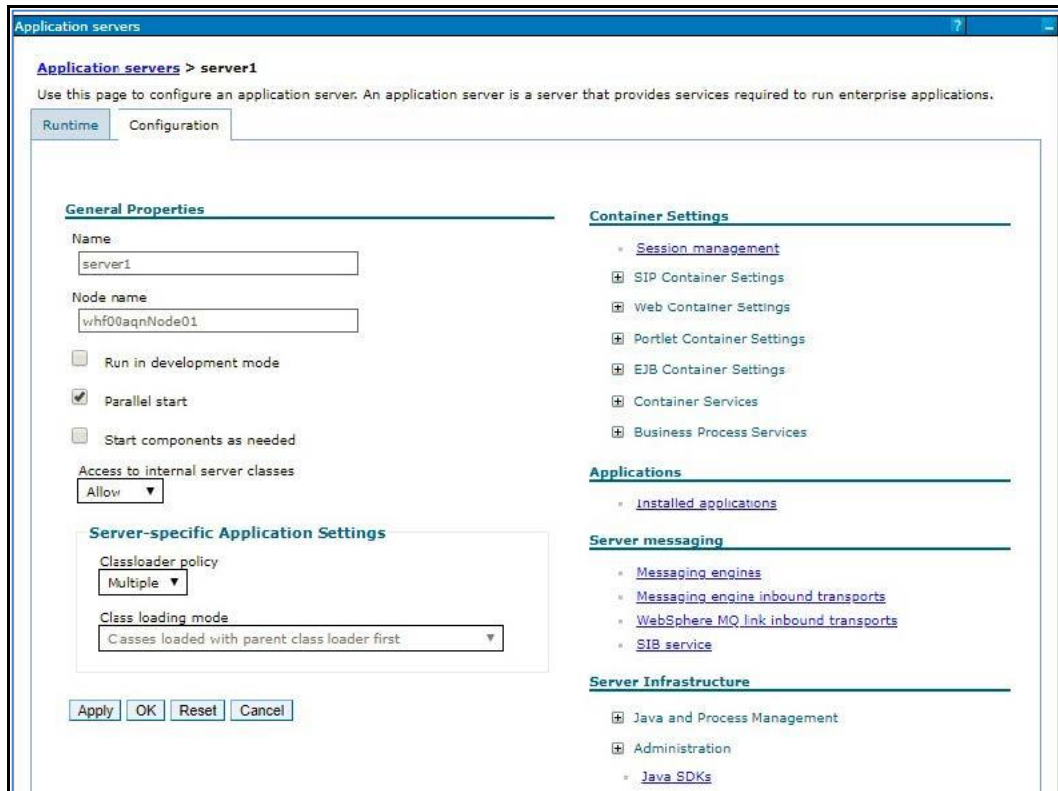 Application servers
?
Application servers > server1
Use this page to configure an application server. An application server is a server that provides services required to run enterprise applications.
Runtime
Configuration
General Properties
Name
server1
Node name
whf00aqnNode01
Run in development mode
Parallel start
Start components as needed
Access to internal server classes
Allow
Server-specific Application Settings
Classloader policy
Multiple
Class loading mode
Casses loaded with parent class loader first
Apply
OK
Reset
Cancel
Container Settings
Session management
SIP Container Settings
Web Container Settings
Portlet Container Settings
EJB Container Settings
Container Services
Business Process Services
Applications
Installed applications
Server messaging
Messaging engines
Messaging engine inbound transports
WebSphere MQ link inbound transports
SIB service
Server Infrastructure
Java and Process Management
Administration
Java SDKs